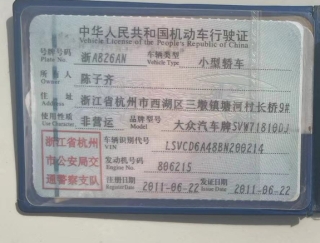 中华人民共和国机动车行驶证
Vehicle License of the People's Republic of China
号牌号码 Plate No. 浙A8Z6AN 车辆类型 Vehicle Type 小型轿车
所有人 Owner 陈子齐
住址 Address 浙江省杭州市西湖区三墩镇塘河村长桥9#
使用性质 Use Character 非营运 品牌型号 Model 大众汽车牌SVW71810DJ
浙江省杭州市公安局交通警察支队
车辆识别代号 VIN LSVCD6A48BN200214
发动机号码 Engine No. 806215
注册日期 Register Date 2011-06-22 发证日期 Issue Date 2011-06-22